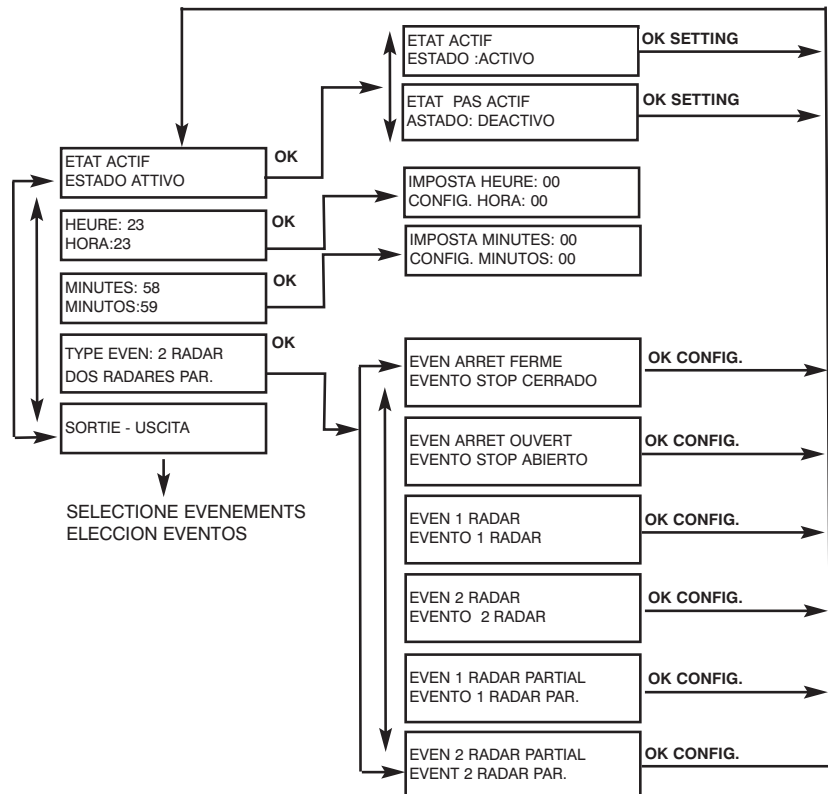 ETAT ACTIF
ESTADO :ACTIVO
OK SETTING
ETAT PAS ACTIF
ASTADO: DEACTIVO
OK SETTING
ETAT ACTIF
ESTADO ATTIVO
OK
IMPOSTA HEURE: 00
CONFIG. HORA: 00
HEURE: 23
HORA:23
OK
IMPOSTA MINUTES: 00
CONFIG. MINUTOS: 00
MINUTES: 58
MINUTOS:59
OK
TYPE EVEN: 2 RADAR
DOS RADARES PAR.
OK
SORTIE - USCITA
SELECTIONE EVENEMENTS
ELECCION EVENTOS
EVEN ARRET FERME
EVENTO STOP CERRADO
OK CONFIG.
EVEN ARRET OUVERT
EVENTO STOP ABIERTO
OK CONFIG.
EVEN 1 RADAR
EVENTO 1 RADAR
OK CONFIG.
EVEN 2 RADAR
EVENTO 2 RADAR
OK CONFIG.
EVEN 1 RADAR PARTIAL
EVENTO 1 RADAR PAR.
OK CONFIG.
EVEN 2 RADAR PARTIAL
EVENT 2 RADAR PAR.
OK CONFIG.